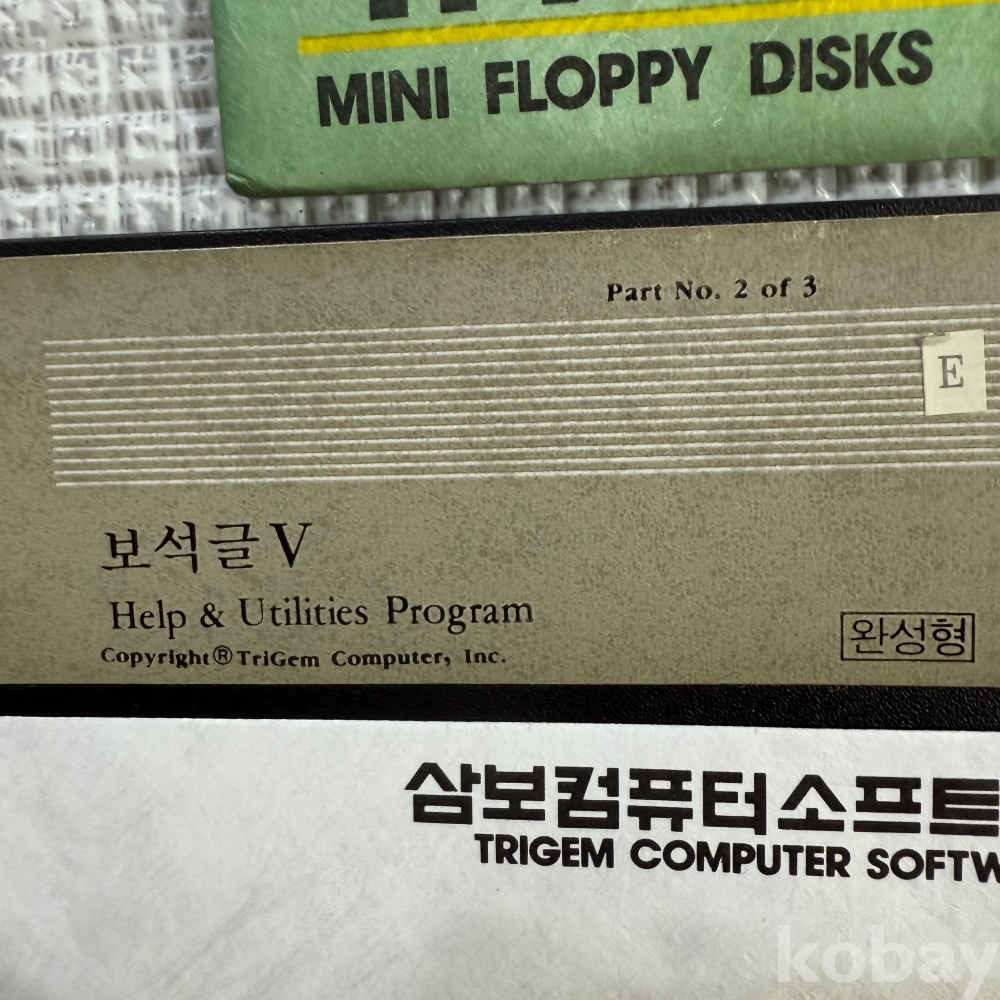 MINI FLOPPY DISKS
Part No. 2 of 3
E
보석글 V
Help & Utilities Program
Copyright® TriGem Computer, Inc.
완성형
삼보컴퓨터소프트
TRIGEM COMPUTER SOFTW
kobay